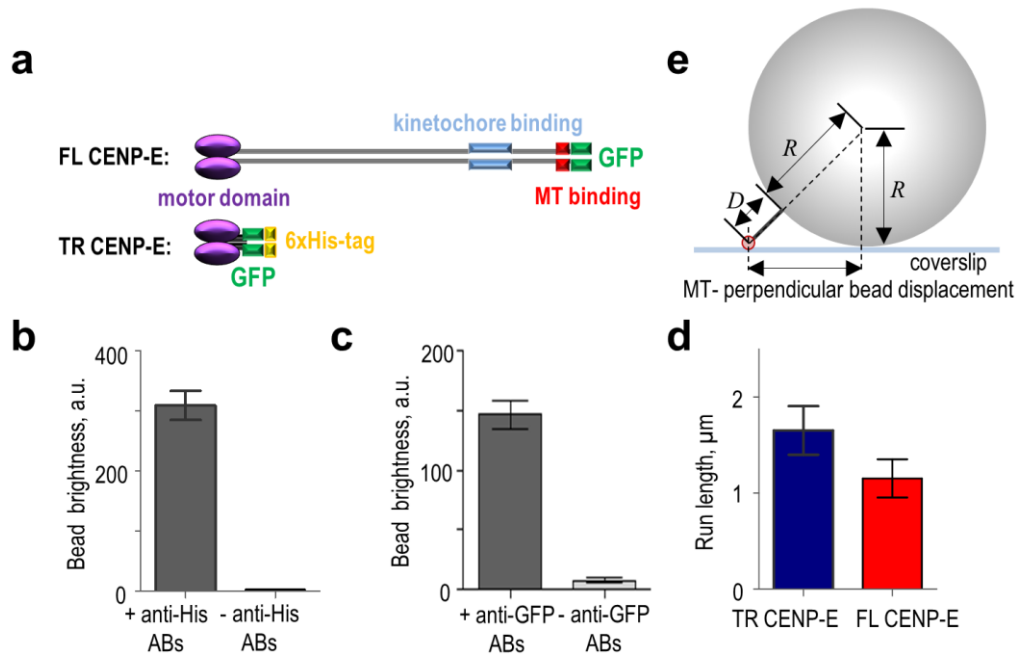 a
kinetochore binding
FL CENP-E:
GFP
motor domain
MT binding
TR CENP-E:
6xHis-tag
GFP
e
R
D
R
coverslip
MT- perpendicular bead displacement
b
400
200
0
Bead brightness, a.u.
+ anti-His
ABs
- anti-His
ABs
c
200
100
0
Bead brightness, a.u.
+ anti-GFP
ABs
- anti-GFP
ABs
d
2
1
0
Run length, µm
TR CENP-E
FL CENP-E